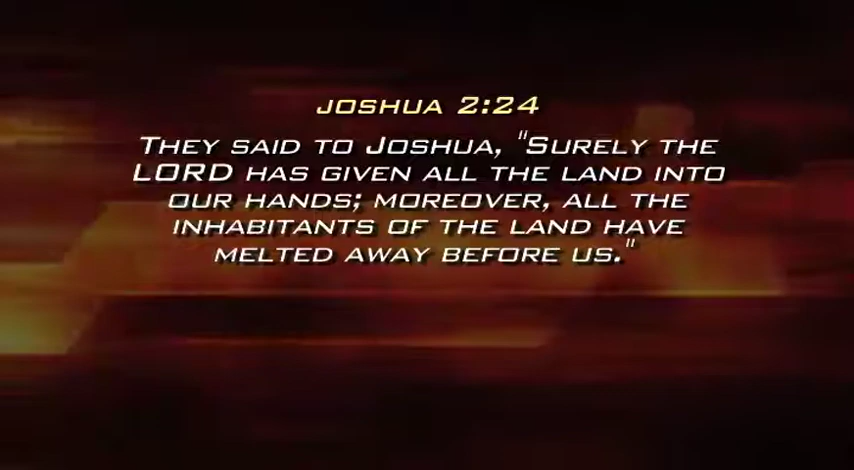 JOSHUA 2:24
THEY SAID TO JOSHUA, "SURELY THE
LORD HAS GIVEN ALL THE LAND INTO
OUR HANDS; MOREOVER, ALL THE
INHABITANTS OF THE LAND HAVE
MELTED AWAY BEFORE US."